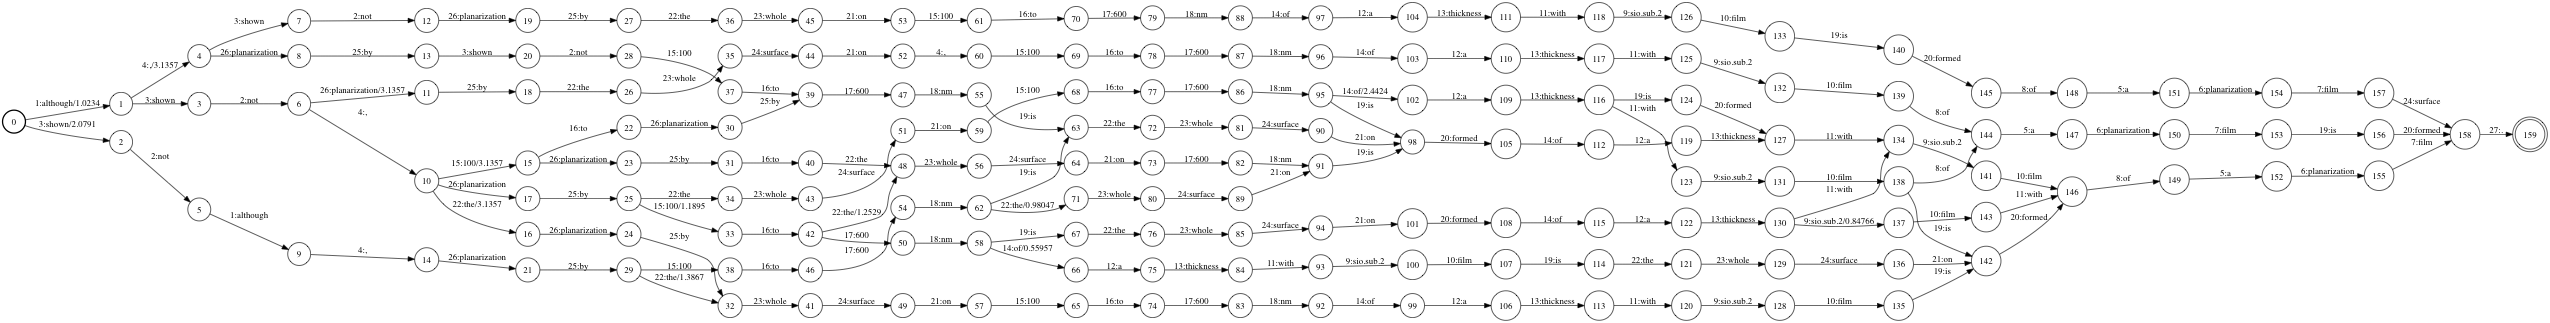 3:shown 7 2:not 12 26:planarization 19 25:by 27 22:the 36 23:whole 45 21:on 53 15:100 61 16:to 70 17:600 79 18:nm 88 14:of 97 12:a 104 13:thickness 111 11:with 118 9:sio.sub.2 126 10:film 133 19:is 140 20:formed
4:,/3.1357 4 26:planarization 8 25:by 13 3:shown 20 2:not 28 15:100 35 24:surface 44 21:on 52 4:, 60 15:100 69 16:to 78 17:600 87 18:nm 96 14:of 103 12:a 110 13:thickness 117 11:with 125 9:sio.sub.2 132 10:film 139 8:of
1:although/1.0234 1 3:shown 3 2:not 6 26:planarization/3.1357 11 25:by 18 22:the 26 23:whole 37 16:to 39 17:600 47 18:nm 55 19:is 15:100 68 16:to 77 17:600 86 18:nm 95 14:of/2.4424 102 12:a 109 13:thickness 116 19:is 124 20:formed 145 8:of 148 5:a 151 6:planarization 154 7:film 157 24:surface
0 3:shown/2.0791 2 2:not 4:, 16:to 22 26:planarization 30 25:by 51 21:on 59 63 22:the 72 23:whole 81 24:surface 90 19:is 21:on 98 20:formed 105 14:of 112 12:a 11:with 119 13:thickness 127 11:with 134 9:sio.sub.2 144 5:a 147 6:planarization 150 7:film 153 19:is 156 20:formed 158 27:. 159
10 15:100/3.1357 15 26:planarization 23 25:by 31 16:to 40 22:the 24:surface 48 23:whole 56 24:surface 19:is 64 21:on 73 17:600 82 18:nm 91 19:is 21:on 123 9:sio.sub.2 131 10:film 11:with 138 8:of 141 10:film 7:film
26:planarization 17 25:by 25 22:the 34 23:whole 43 22:the/1.2529 54 18:nm 62 22:the/0.98047 71 23:whole 80 24:surface 89 146 8:of 149 5:a 152 6:planarization 155
5 1:although 22:the/3.1357 16 26:planarization 24 15:100/1.1895 33 16:to 42 17:600 50 18:nm 58 19:is 67 22:the 76 23:whole 85 24:surface 94 21:on 101 20:formed 108 14:of 115 12:a 122 13:thickness 130 9:sio.sub.2/0.84766 137 10:film 143 11:with 20:formed
9 4:, 14 26:planarization 21 25:by 29 25:by 15:100 38 16:to 46 17:600 14:of/0.55957 66 12:a 75 13:thickness 84 11:with 93 9:sio.sub.2 100 10:film 107 19:is 114 22:the 121 23:whole 129 24:surface 136 21:on 19:is 142
22:the/1.3867 32 23:whole 41 24:surface 49 21:on 57 15:100 65 16:to 74 17:600 83 18:nm 92 14:of 99 12:a 106 13:thickness 113 11:with 120 9:sio.sub.2 128 10:film 135 19:is